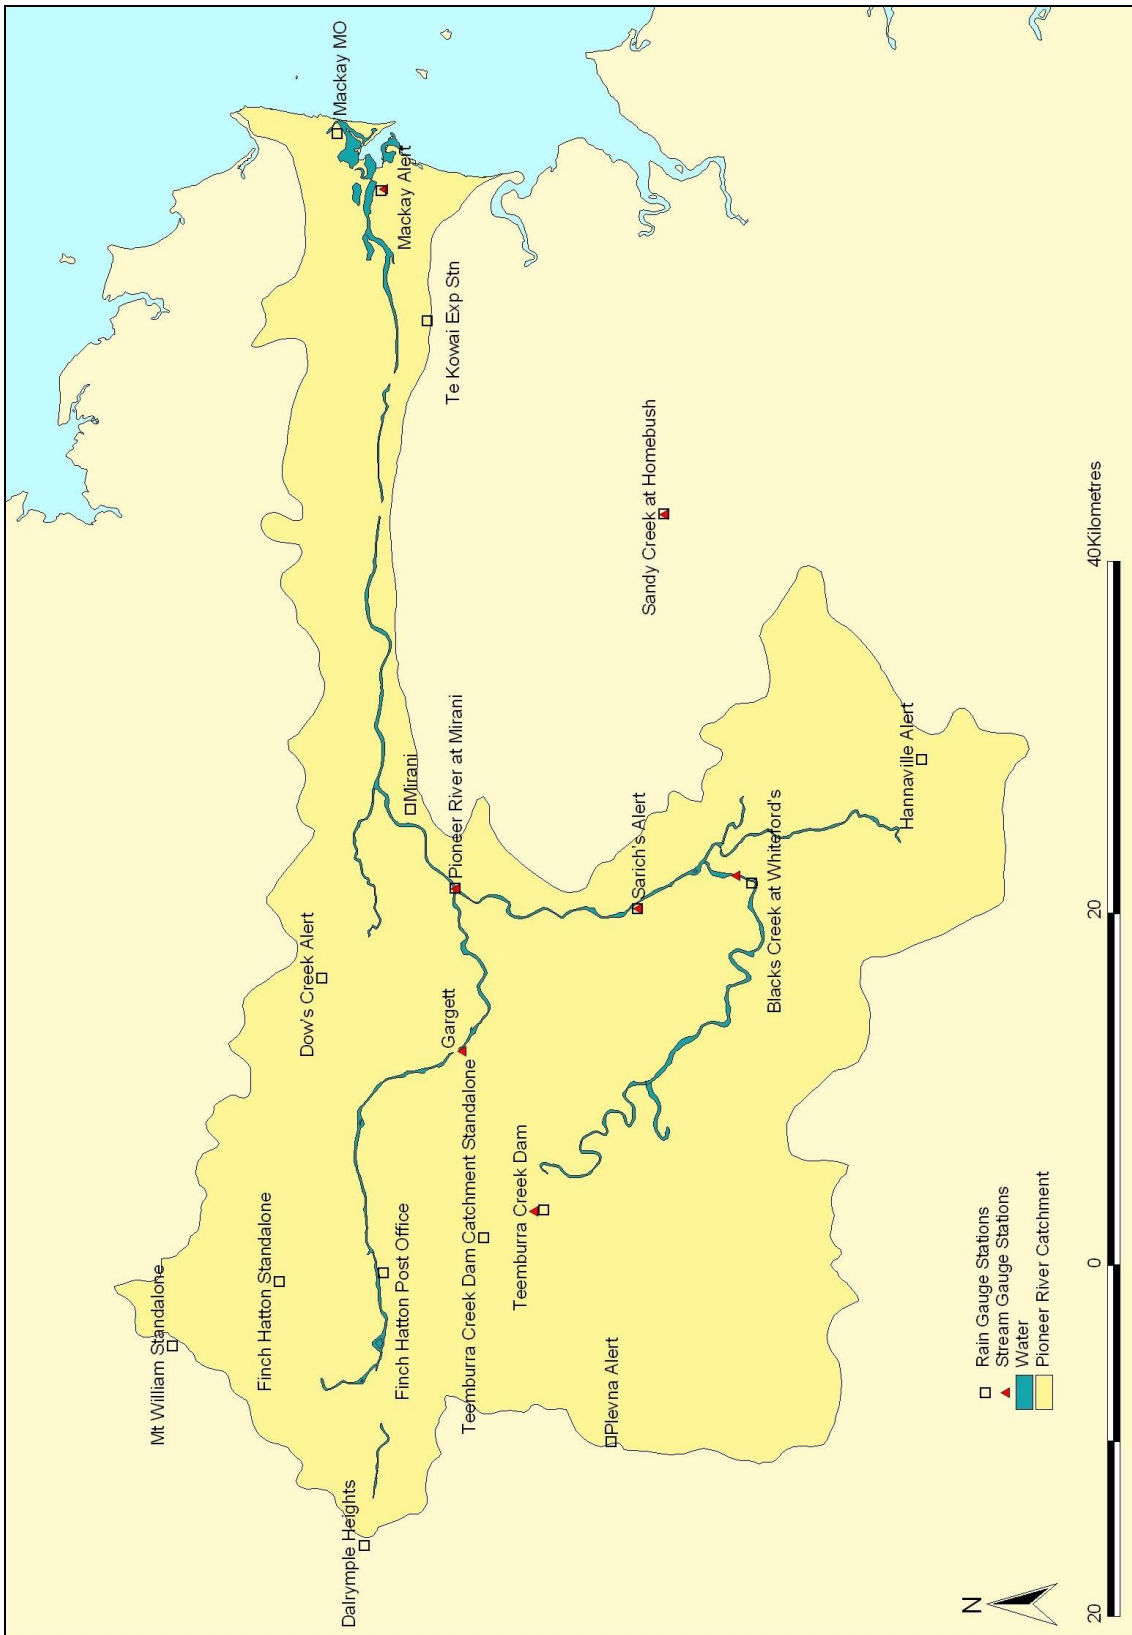 Mackay MO
Mackay Alert
Te Kowai Exp Stn
Sandy Creek at Homebush
Mirani
Pioneer River at Mirani
Sarich's Alert
Hannaville Alert
Blacks Creek at Whiteford's
Dow's Creek Alert
Gargett
Teemburra Creek Dam Catchment Standalone
Teemburra Creek Dam
Finch Hatton Standalone
Finch Hatton Post Office
Mt William Standalone
Plevna Alert
Dalrymple Heights
Rain Gauge Stations
Stream Gauge Stations
Water
Pioneer River Catchment
N
20
0
20
40Kilometres